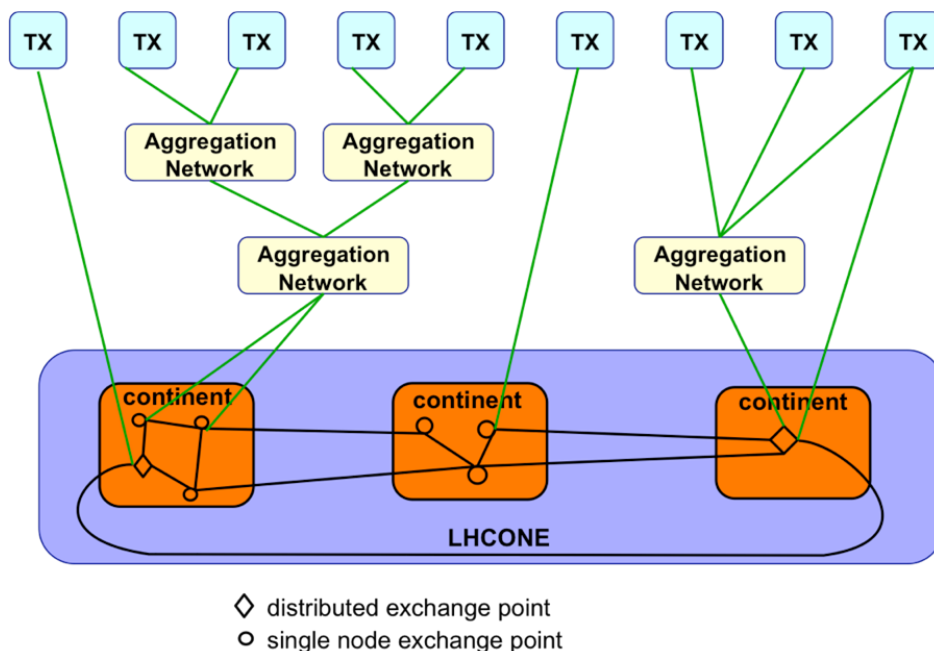 TX
TX
TX
TX
TX
TX
TX
TX
TX
Aggregation
Network
Aggregation
Network
Aggregation
Network
Aggregation
Network
continent
continent
continent
LHCONE
distributed exchange point
single node exchange point